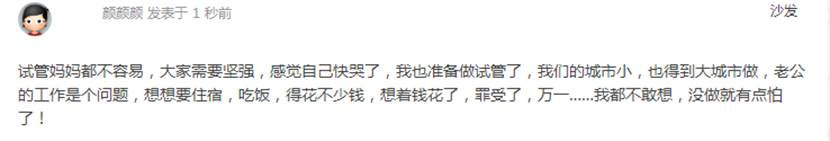 颜颜颜 发表于 1 秒前 沙发
试管妈妈都不容易，大家需要坚强，感觉自己快哭了，我也准备做试管了，我们的城市小，也得到大城市做，老公
的工作是个问题，想想要住宿，吃饭，得花不少钱，想着钱花了，罪受了，万一......我都不敢想，没做就有点怕
了！